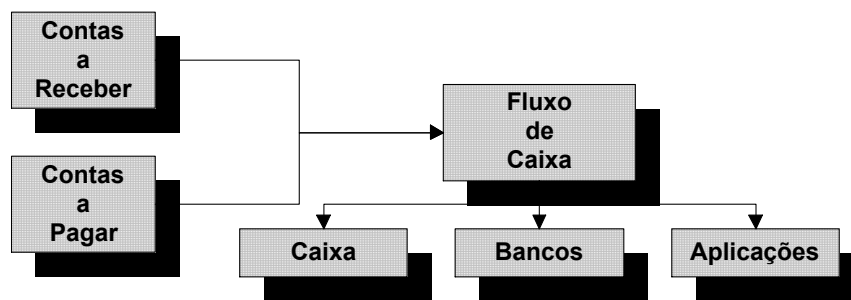 Contas
a
Receber
Fluxo
de
Caixa
Contas
a
Pagar
Caixa
Bancos
Aplicações